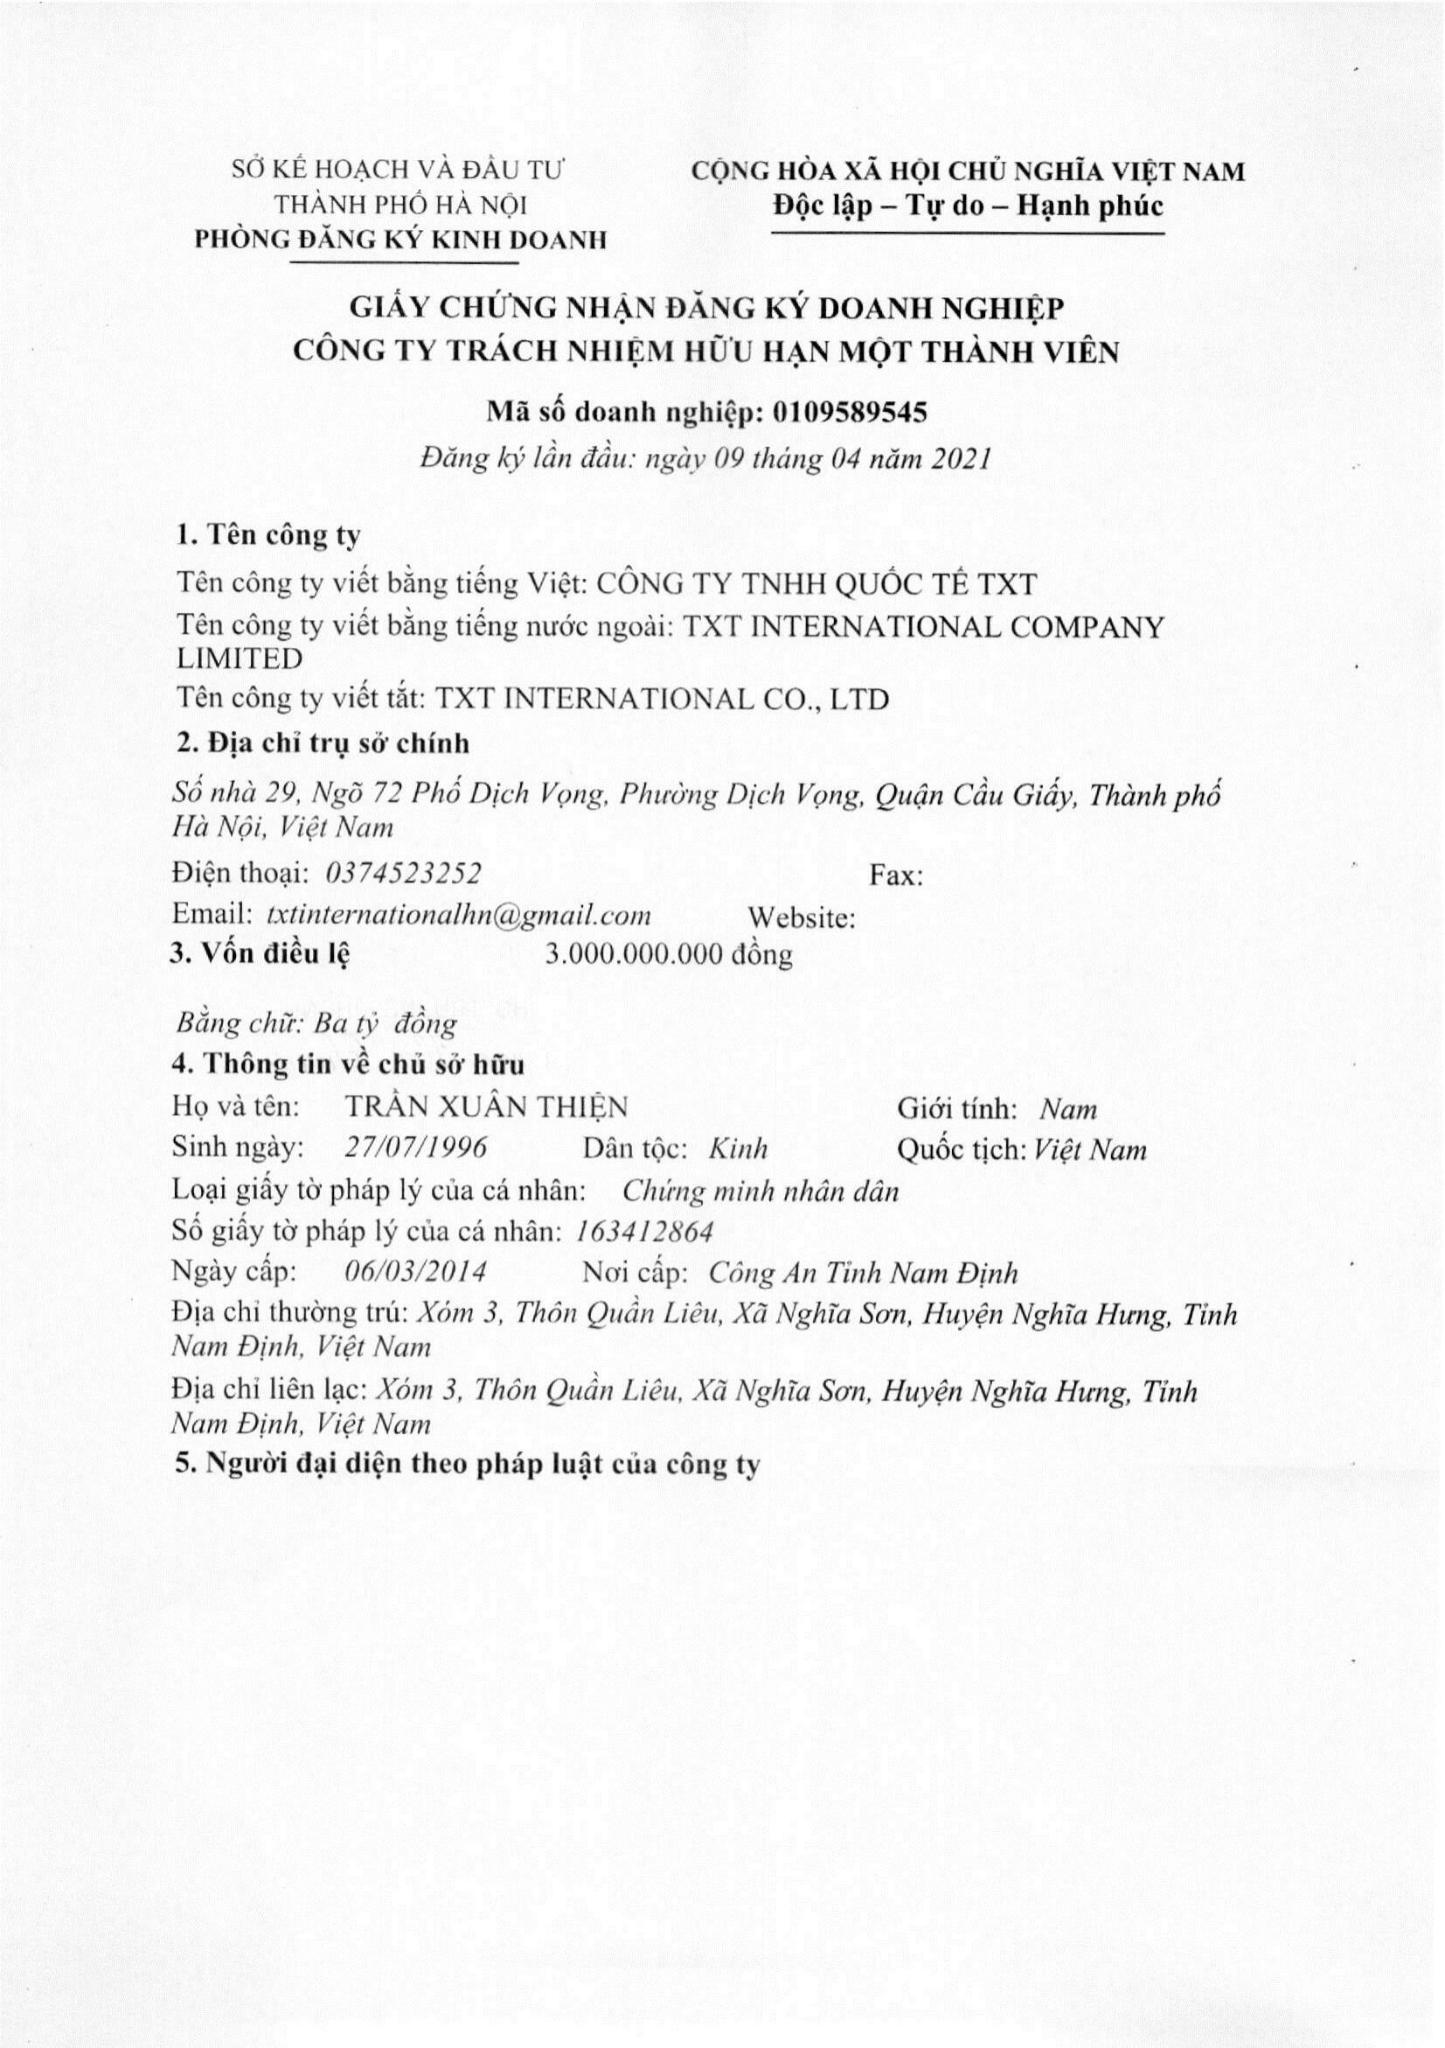 SỞ KẾ HOẠCH VÀ ĐẦU TƯ
THÀNH PHỐ HÀ NỘI
PHÒNG ĐĂNG KÝ KINH DOANH
CỘNG HÒA XÃ HỘI CHỦ NGHĨA VIỆT NAM
Độc lập – Tự do – Hạnh phúc
GIẤY CHỨNG NHẬN ĐĂNG KÝ DOANH NGHIỆP
CÔNG TY TRÁCH NHIỆM HỮU HẠN MỘT THÀNH VIÊN
Mã số doanh nghiệp: 0109589545
Đăng ký lần đầu: ngày 09 tháng 04 năm 2021
1. Tên công ty
Tên công ty viết bằng tiếng Việt: CÔNG TY TNHH QUỐC TẾ TXT
Tên công ty viết bằng tiếng nước ngoài: TXT INTERNATIONAL COMPANY
LIMITED
Tên công ty viết tắt: TXT INTERNATIONAL CO., LTD
2. Địa chỉ trụ sở chính
Số nhà 29, Ngõ 72 Phố Dịch Vọng, Phường Dịch Vọng, Quận Cầu Giấy, Thành phố
Hà Nội, Việt Nam
Điện thoại: 0374523252 Fax:
Email: txtinternationalhn@gmail.com Website:
3. Vốn điều lệ 3.000.000.000 đồng
Bằng chữ: Ba tỷ đồng
4. Thông tin về chủ sở hữu
Họ và tên: TRẦN XUÂN THIỆN Giới tính: Nam
Sinh ngày: 27/07/1996 Dân tộc: Kinh Quốc tịch: Việt Nam
Loại giấy tờ pháp lý của cá nhân: Chứng minh nhân dân
Số giấy tờ pháp lý của cá nhân: 163412864
Ngày cấp: 06/03/2014 Nơi cấp: Công An Tỉnh Nam Định
Địa chỉ thường trú: Xóm 3, Thôn Quần Liêu, Xã Nghĩa Sơn, Huyện Nghĩa Hưng, Tỉnh
Nam Định, Việt Nam
Địa chỉ liên lạc: Xóm 3, Thôn Quần Liêu, Xã Nghĩa Sơn, Huyện Nghĩa Hưng, Tỉnh
Nam Định, Việt Nam
5. Người đại diện theo pháp luật của công ty